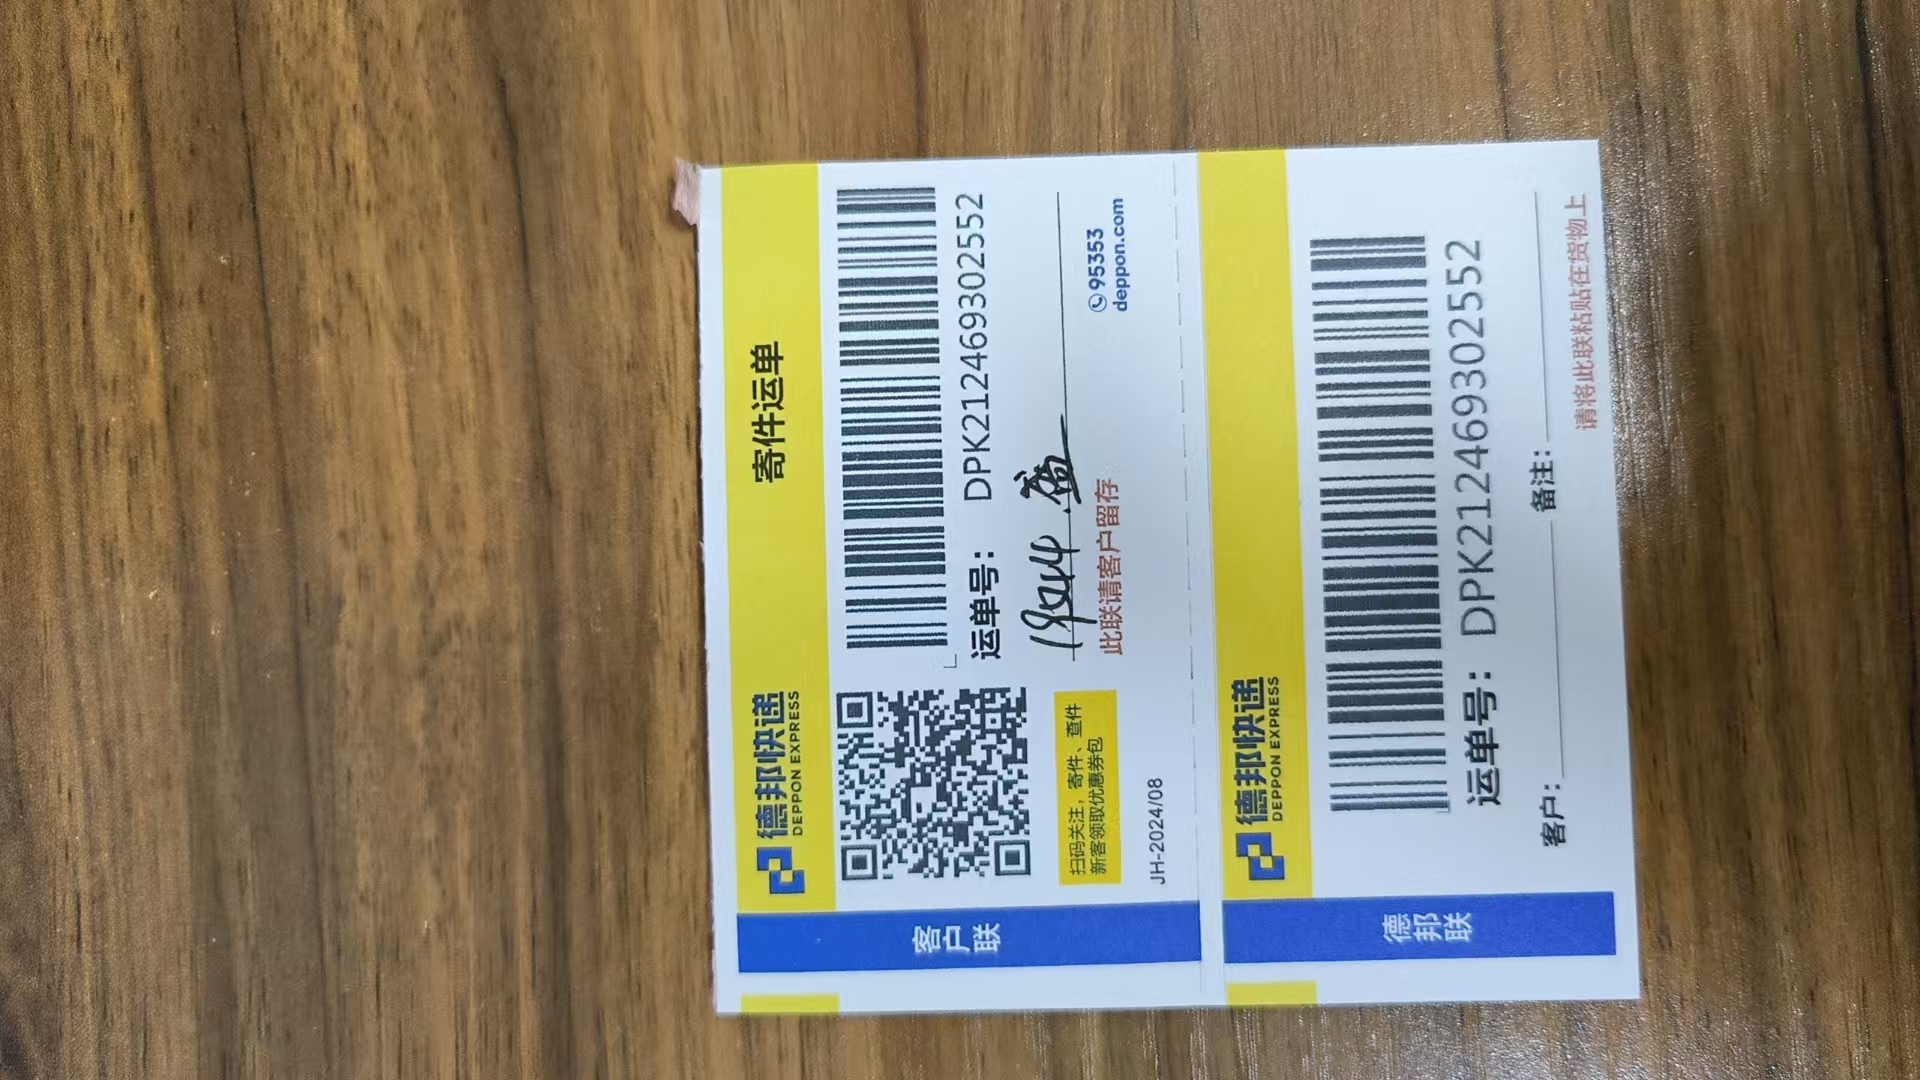 德邦快递
DEPPON EXPRESS
寄件运单
客户联
运单号: DPK212469302552
扫码关注,寄件、查件
新客领取优惠券包
此联请客户留存
✆95353
deppon.com
JH-2024/08
德邦快递
DEPPON EXPRESS
德邦联
运单号: DPK212469302552
客户: 备注:
请将此联粘贴在货物上